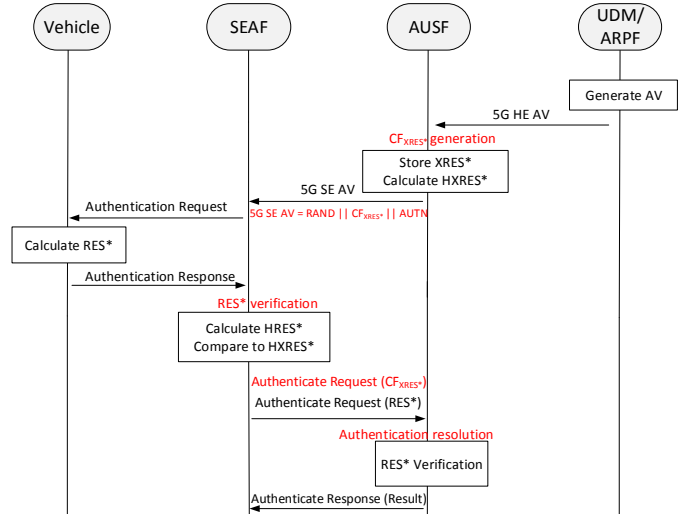 Vehicle
SEAF
AUSF
UDM/
ARPF
Generate AV
5G HE AV
CFXRES* generation
Store XRES*
Calculate HXRES*
5G SE AV
Authentication Request
5G SE AV = RAND || CFXRES* || AUTN
Calculate RES*
Authentication Response
RES* verification
Calculate HRES*
Compare to HXRES*
Authenticate Request (CFXRES*)
Authenticate Request (RES*)
Authentication resolution
RES* Verification
Authenticate Response (Result)